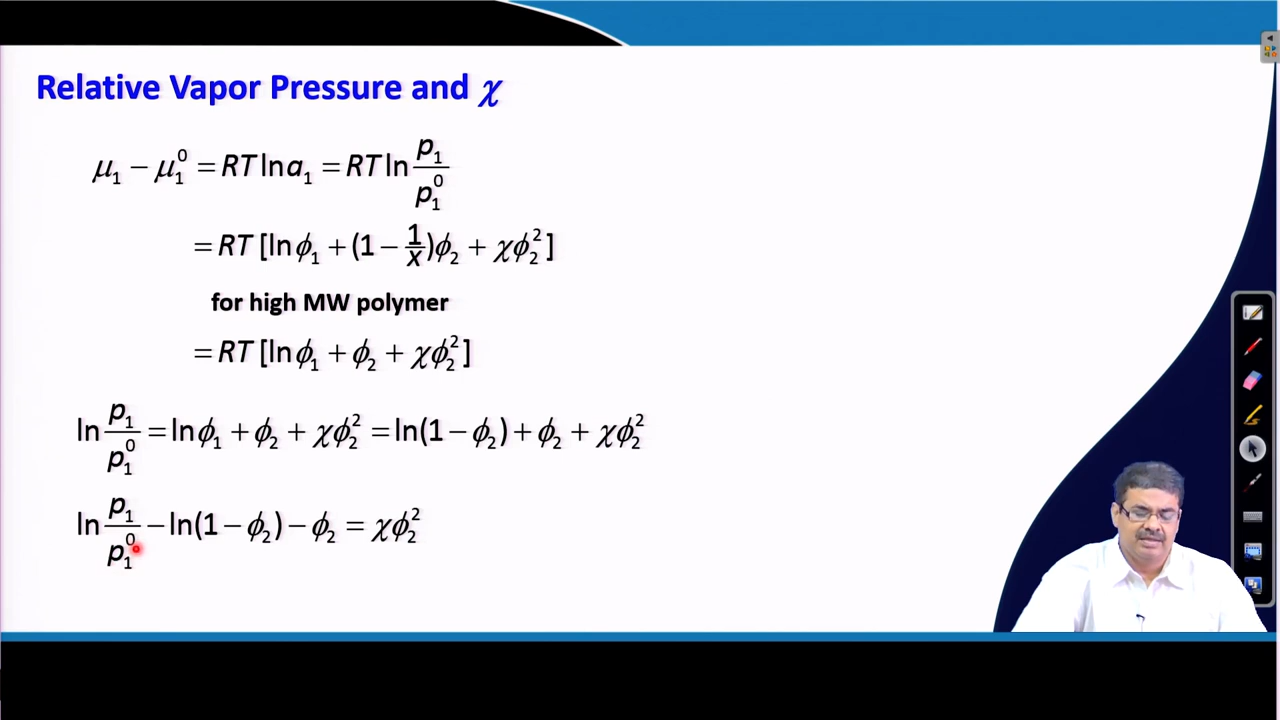 Relative Vapor Pressure and χ
μ₁ − μ₁⁰ = RT ln a₁ = RT ln p₁/p₁⁰
= RT [ln ϕ₁ + (1 − 1/x)ϕ₂ + χϕ₂²]
for high MW polymer
= RT [ln ϕ₁ + ϕ₂ + χϕ₂²]
ln p₁/p₁⁰ = ln ϕ₁ + ϕ₂ + χϕ₂² = ln(1 − ϕ₂) + ϕ₂ + χϕ₂²
ln p₁/p₁⁰ − ln(1 − ϕ₂) − ϕ₂ = χϕ₂²